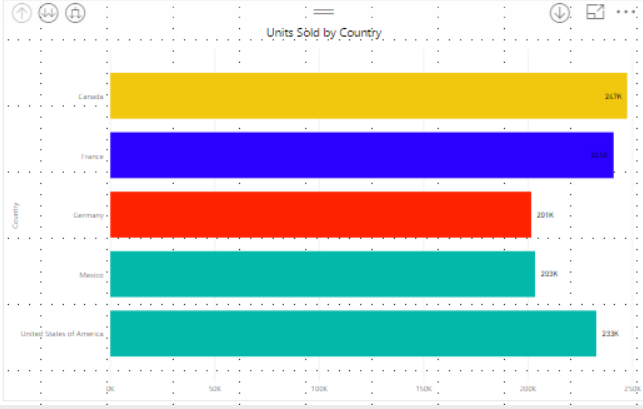 Units Sold by Country
Canada
247K
France
Germany
201K
Country
Mexico
203K
United States of America
233K
0K
50K
100K
150K
200K
250K